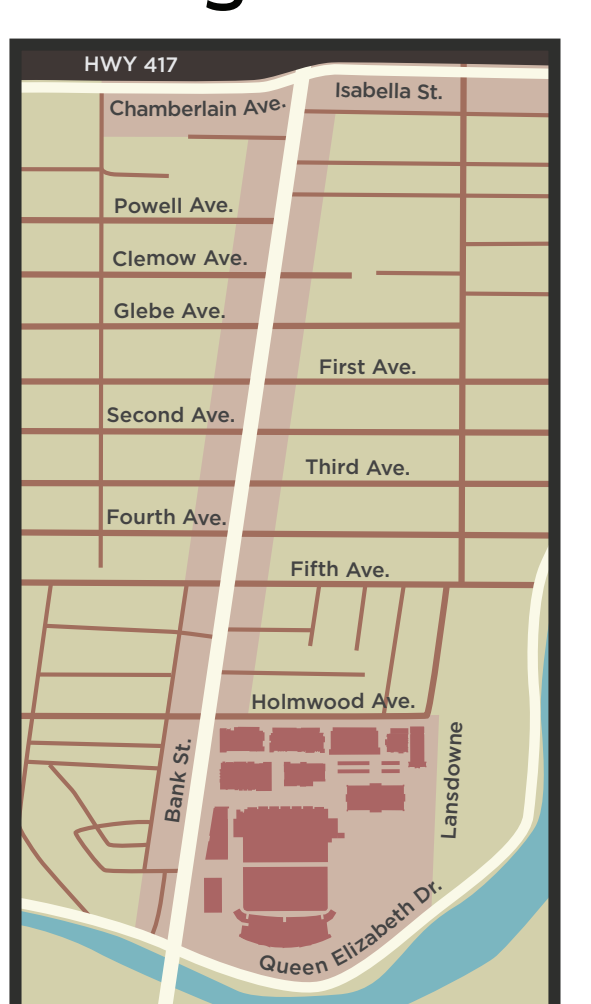 HWY 417
Isabella St.
Chamberlain Ave.
Powell Ave.
Clemow Ave.
Glebe Ave.
First Ave.
Second Ave.
Third Ave.
Fourth Ave.
Fifth Ave.
Holmwood Ave.
Bank St.
Lansdowne
Queen Elizabeth Dr.